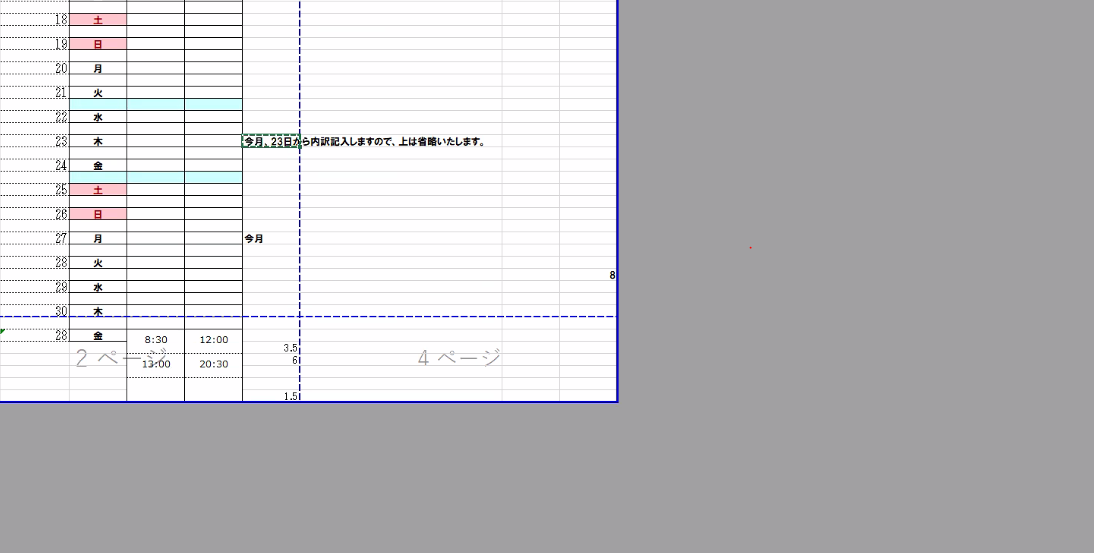 18 土
19 日
20 月
21 火
22 水
23 木 今月、23日から内訳記入しますので、上は省略いたします。
24 金
25 土
26 日
27 月 今月
28 火
8
29 水
30 木
28 金 8:30 12:00
3.5
2 ページ 4 ページ
13:00 20:30 6
1.5